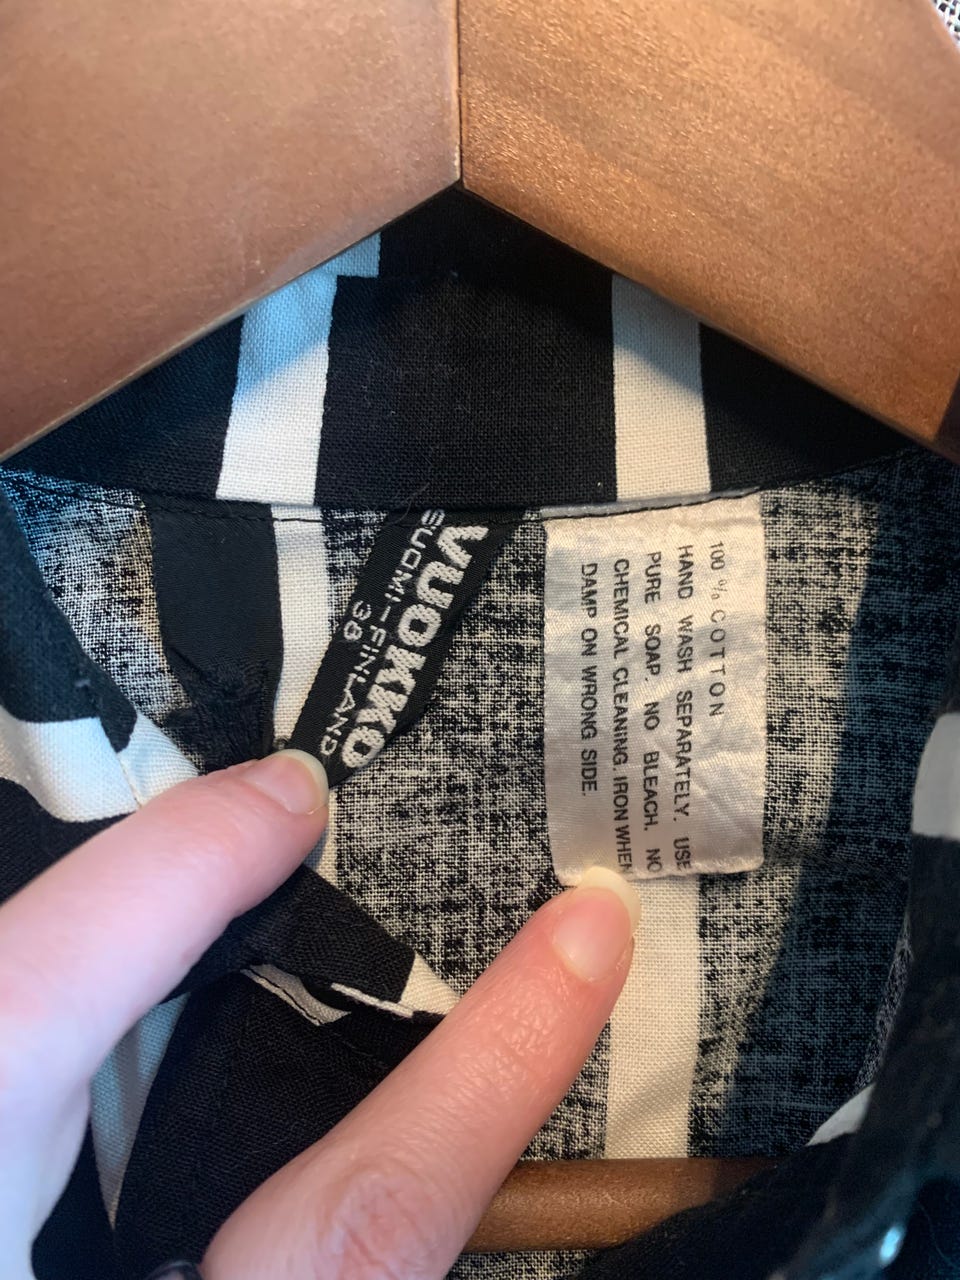 VUOKKO
SUOMI-FINLAND
38
100 % COTTON
HAND WASH SEPARATELY. USE
PURE SOAP. NO BLEACH. NO
CHEMICAL CLEANING. IRON WHEN
DAMP ON WRONG SIDE.